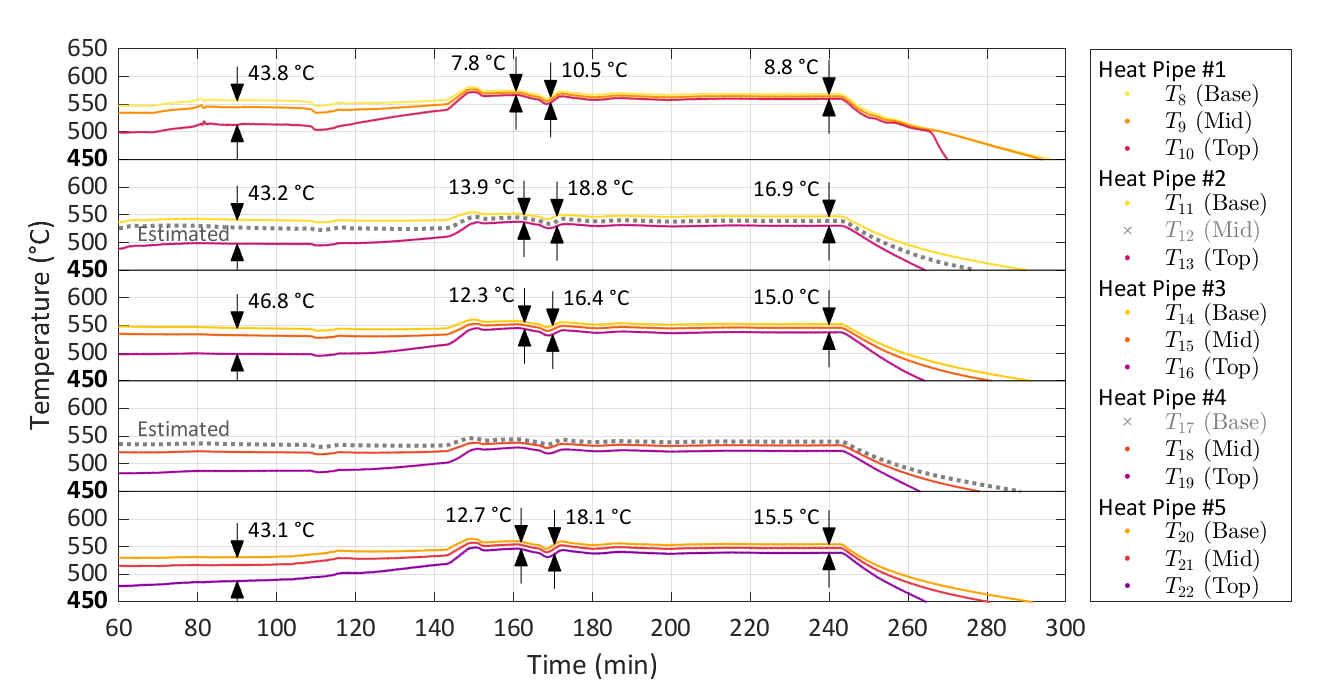 650
600
550
500
450
43.8 °C
7.8 °C
10.5 °C
8.8 °C
600
550
500
450
43.2 °C
13.9 °C
18.8 °C
16.9 °C
Estimated
600
550
500
450
46.8 °C
12.3 °C
16.4 °C
15.0 °C
600
550
500
450
Estimated
600
550
500
450
43.1 °C
12.7 °C
18.1 °C
15.5 °C
Temperature (°C)
60 80 100 120 140 160 180 200 220 240 260 280 300
Time (min)
Heat Pipe #1
T8 (Base)
T9 (Mid)
T10 (Top)
Heat Pipe #2
T11 (Base)
T12 (Mid)
T13 (Top)
Heat Pipe #3
T14 (Base)
T15 (Mid)
T16 (Top)
Heat Pipe #4
T17 (Base)
T18 (Mid)
T19 (Top)
Heat Pipe #5
T20 (Base)
T21 (Mid)
T22 (Top)